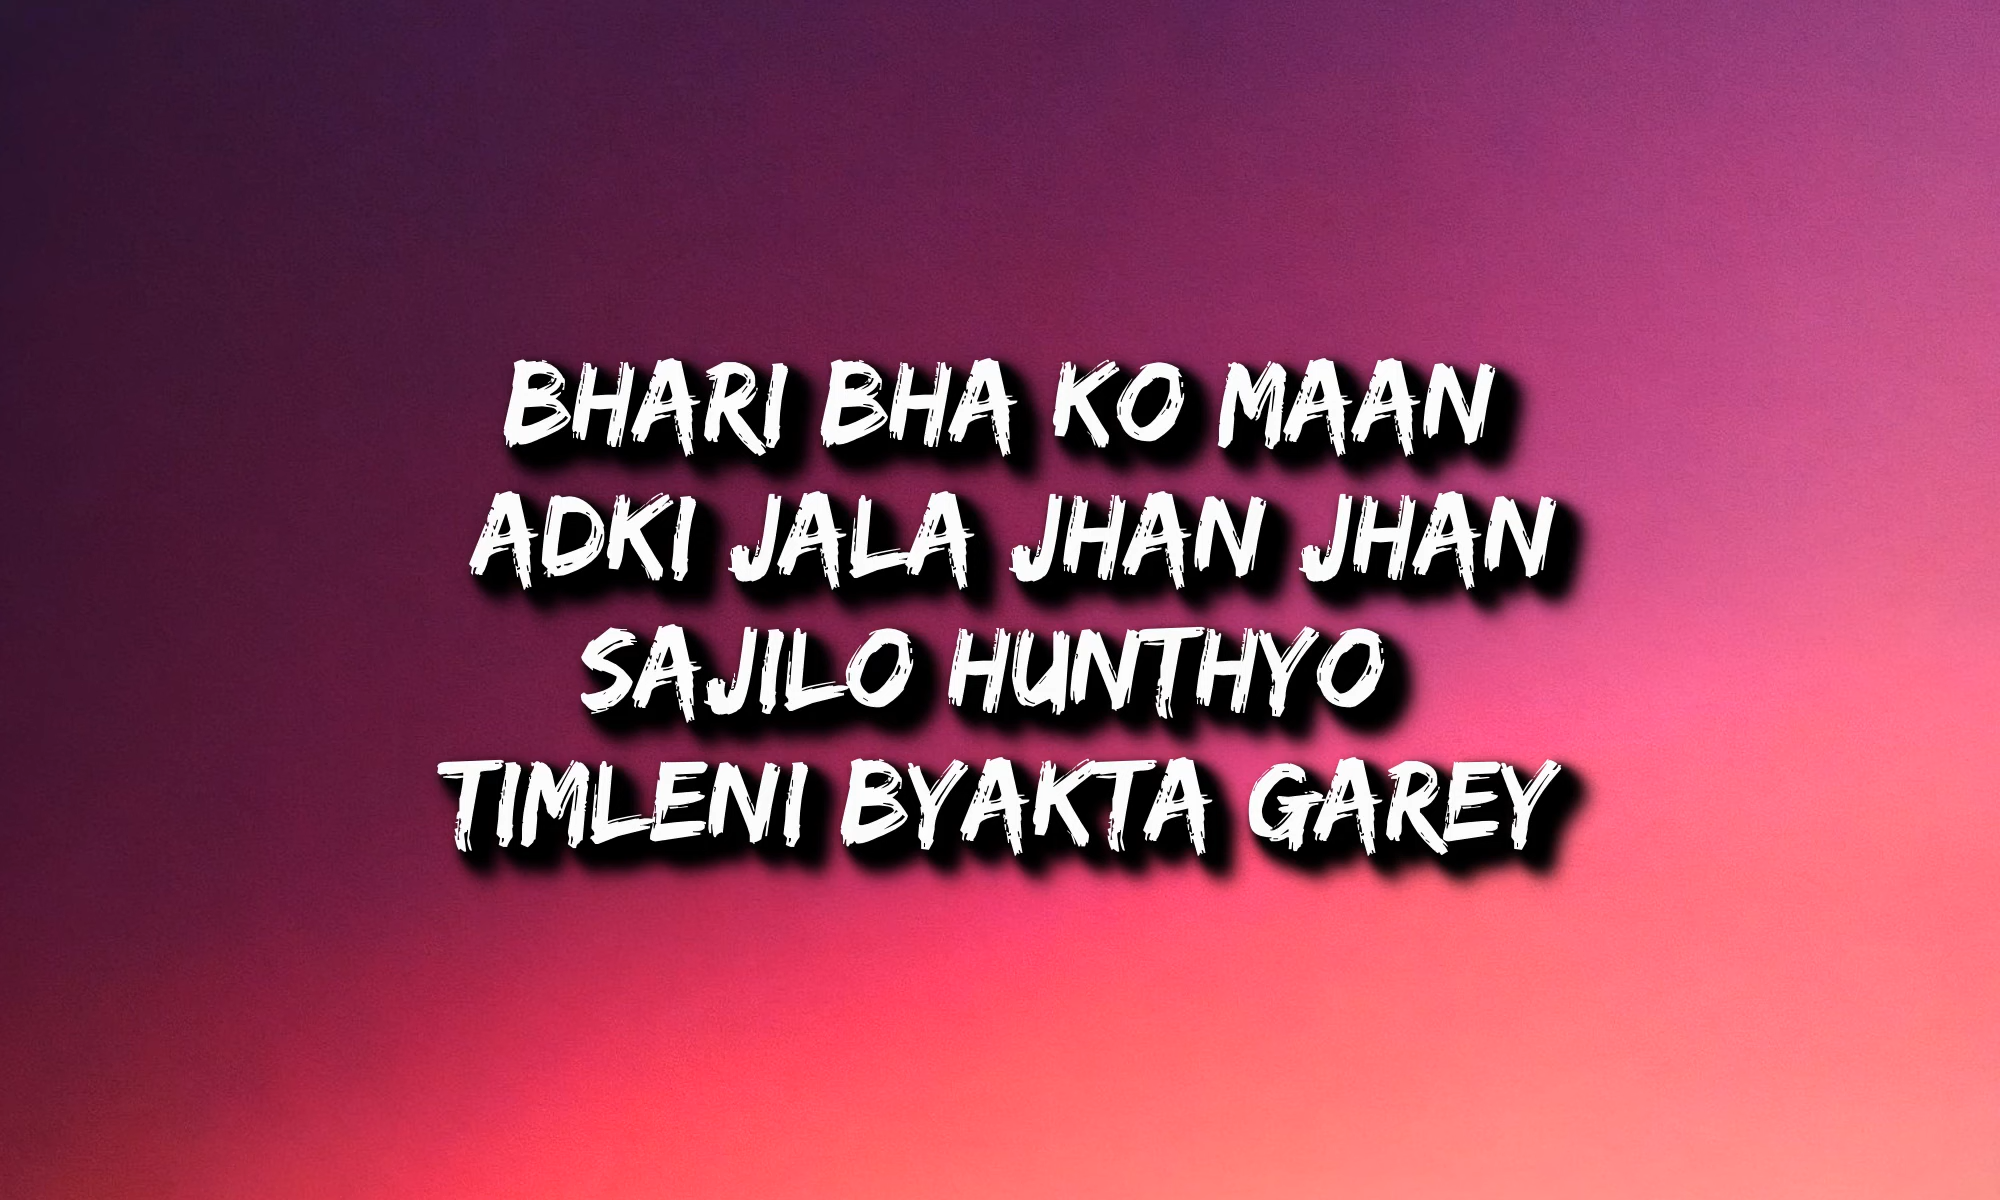 BHARI BHA KO MAAN
ADKI JALA JHAN JHAN
SAJILO HUNTHYO
TIMLENI BYAKTA GAREY